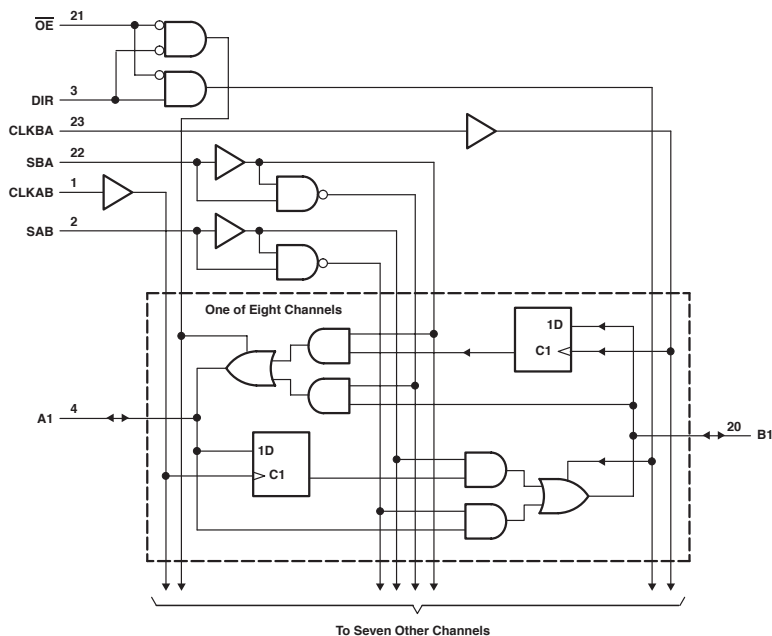 OE 21
DIR 3
CLKBA 23
SBA 22
CLKAB 1
SAB 2
One of Eight Channels
1D
C1
A1 4
20 B1
1D
C1
To Seven Other Channels